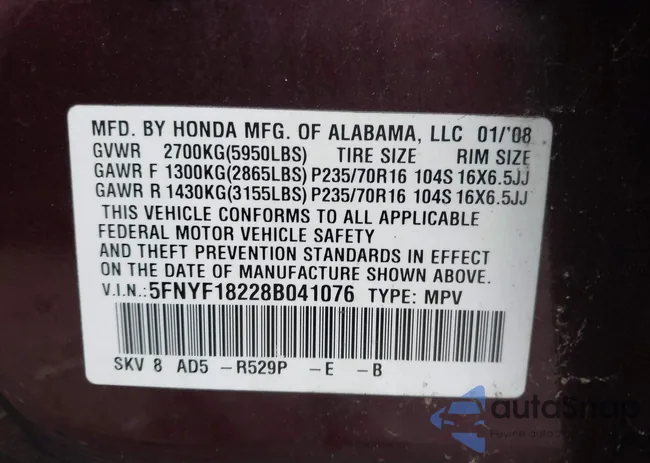 MFD. BY HONDA MFG. OF ALABAMA, LLC 01/'08
GVWR 2700KG(5950LBS) TIRE SIZE RIM SIZE
GAWR F 1300KG(2865LBS) P235/70R16 104S 16X6.5JJ
GAWR R 1430KG(3155LBS) P235/70R16 104S 16X6.5JJ
THIS VEHICLE CONFORMS TO ALL APPLICABLE
FEDERAL MOTOR VEHICLE SAFETY
AND THEFT PREVENTION STANDARDS IN EFFECT
ON THE DATE OF MANUFACTURE SHOWN ABOVE.
V.I.N.:5FNYF18228B041076 TYPE: MPV
SKV 8 AD5 -R529P -E -B
autoSnap